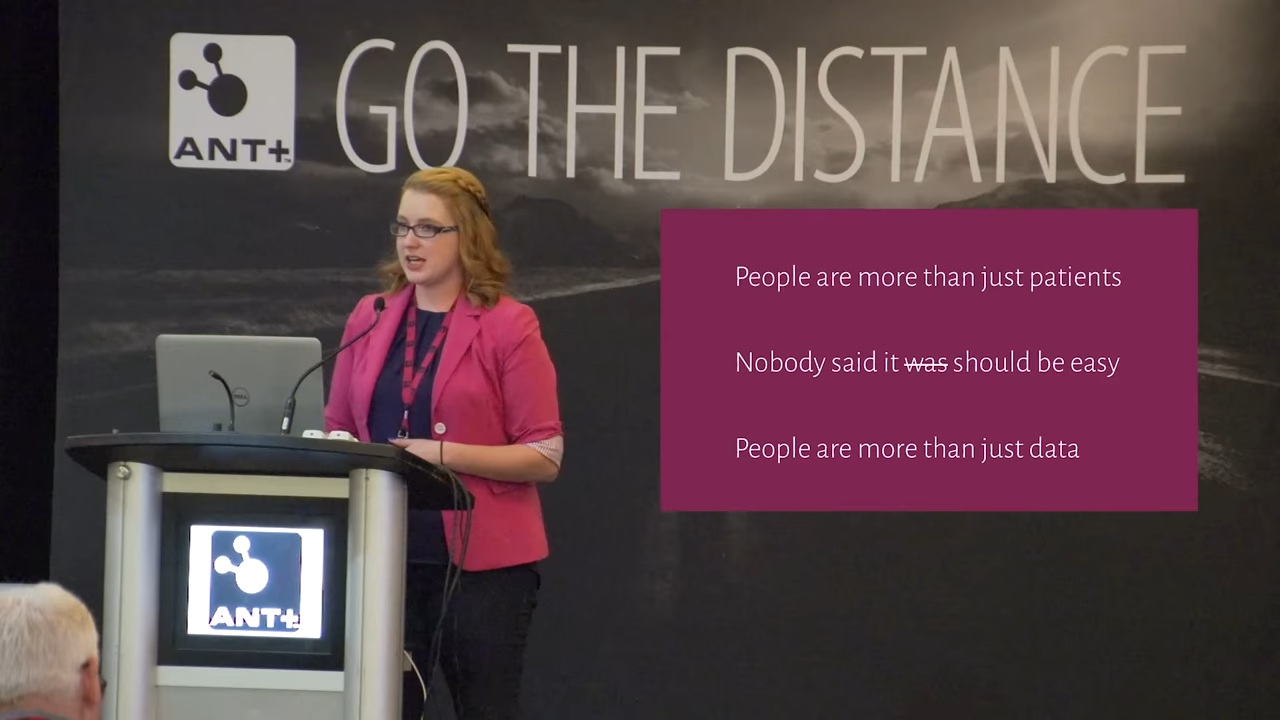 ANT+
GO THE DISTANCE
People are more than just patients
Nobody said it was should be easy
People are more than just data
DELL
ANT+